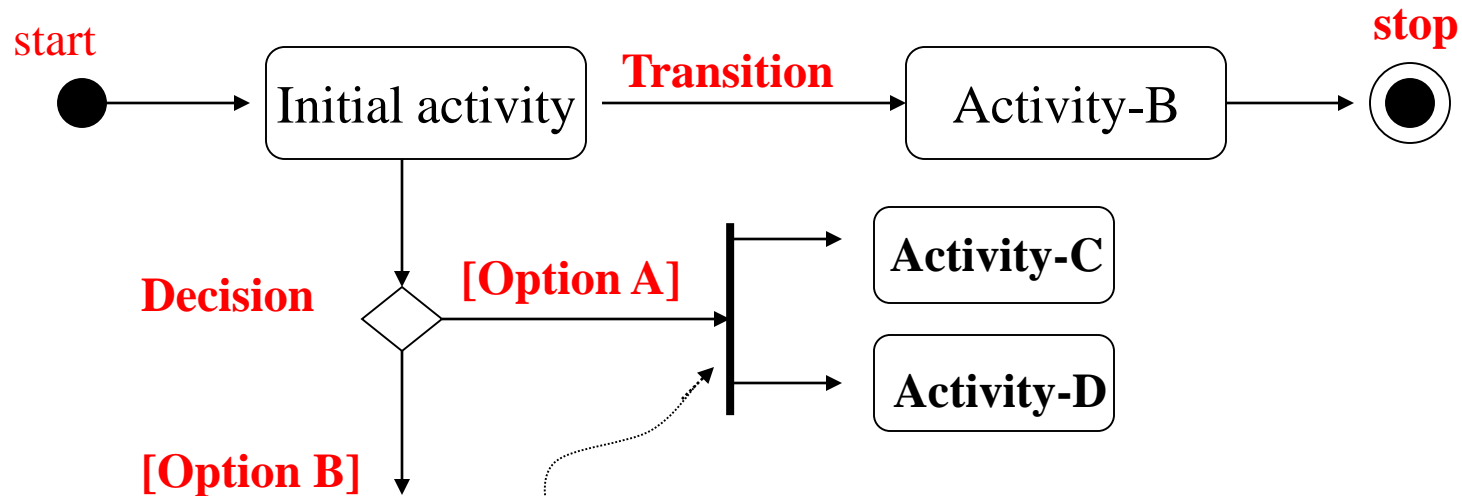 start
stop
Transition
Initial activity
Activity-B
Activity-C
[Option A]
Decision
Activity-D
[Option B]